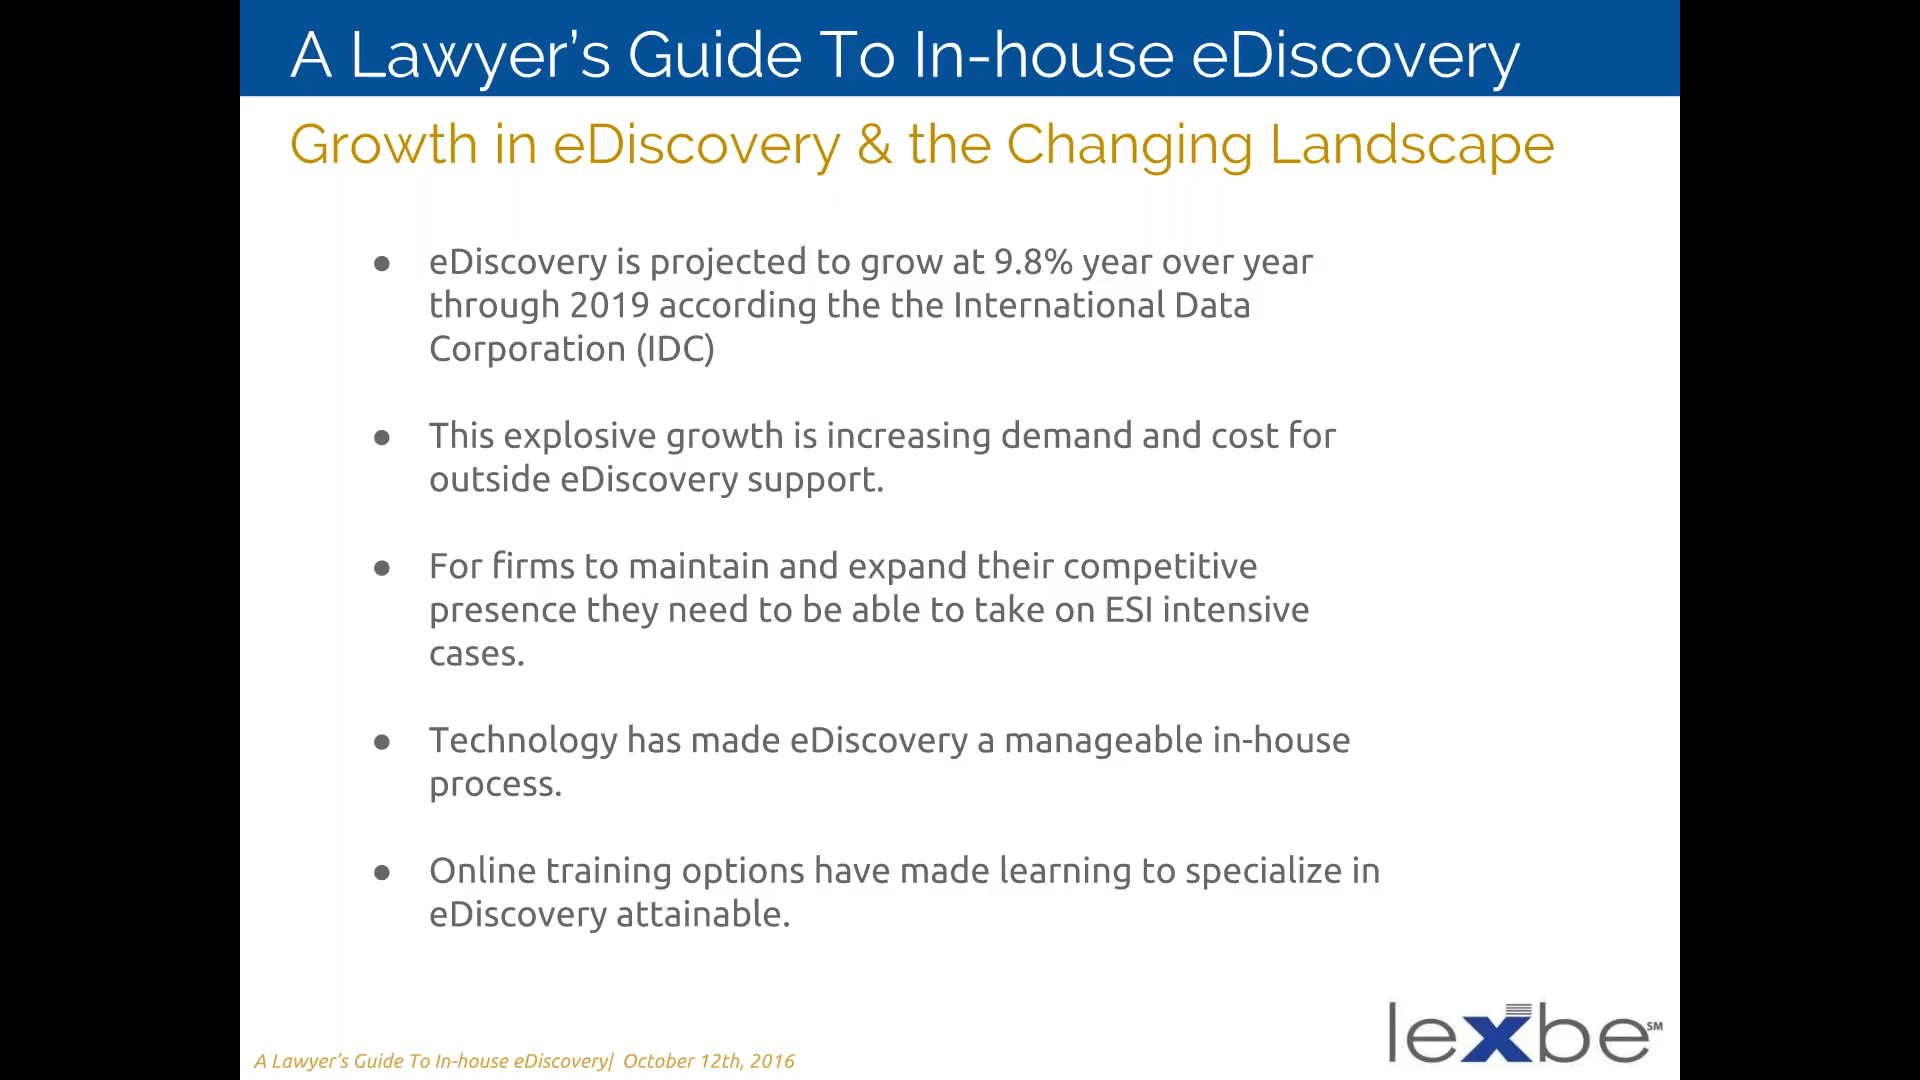 A Lawyer’s Guide To In-house eDiscovery
Growth in eDiscovery & the Changing Landscape
● eDiscovery is projected to grow at 9.8% year over year
through 2019 according the the International Data
Corporation (IDC)
● This explosive growth is increasing demand and cost for
outside eDiscovery support.
● For firms to maintain and expand their competitive
presence they need to be able to take on ESI intensive
cases.
● Technology has made eDiscovery a manageable in-house
process.
● Online training options have made learning to specialize in
eDiscovery attainable.
lexbe SM
A Lawyer’s Guide To In-house eDiscovery| October 12th, 2016